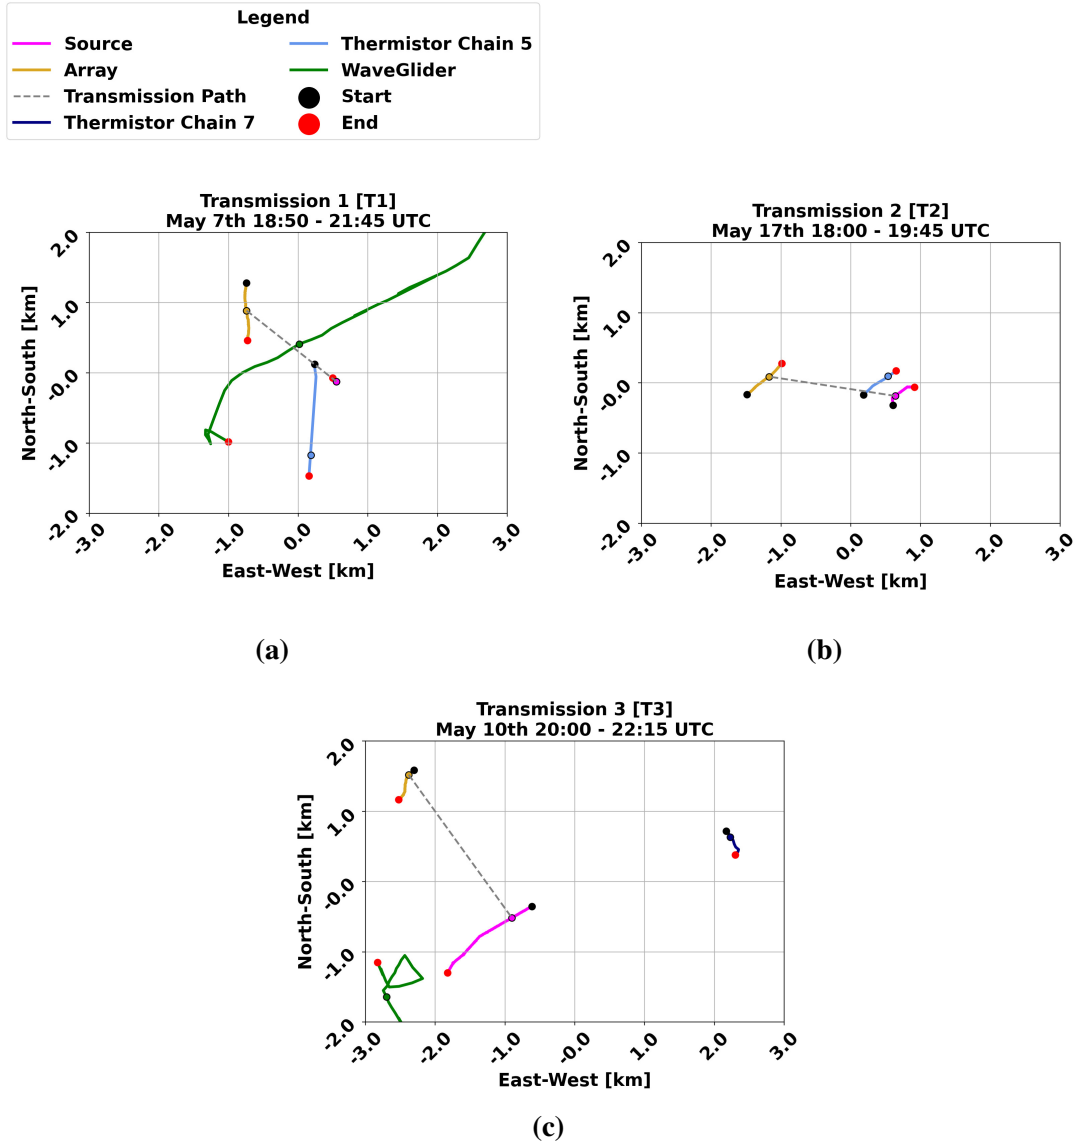 Legend
Source
Array
Transmission Path
Thermistor Chain 7
Thermistor Chain 5
WaveGlider
Start
End
Transmission 1 [T1]
May 7th 18:50 - 21:45 UTC
North-South [km]
2.0
1.0
-0.0
-1.0
-2.0
-3.0
-2.0
-1.0
0.0
1.0
2.0
3.0
East-West [km]
(a)
Transmission 2 [T2]
May 17th 18:00 - 19:45 UTC
North-South [km]
2.0
1.0
-0.0
-1.0
-2.0
-3.0
-2.0
-1.0
0.0
1.0
2.0
3.0
East-West [km]
(b)
Transmission 3 [T3]
May 10th 20:00 - 22:15 UTC
North-South [km]
2.0
1.0
-0.0
-1.0
-2.0
-3.0
-2.0
-1.0
-0.0
1.0
2.0
3.0
East-West [km]
(c)